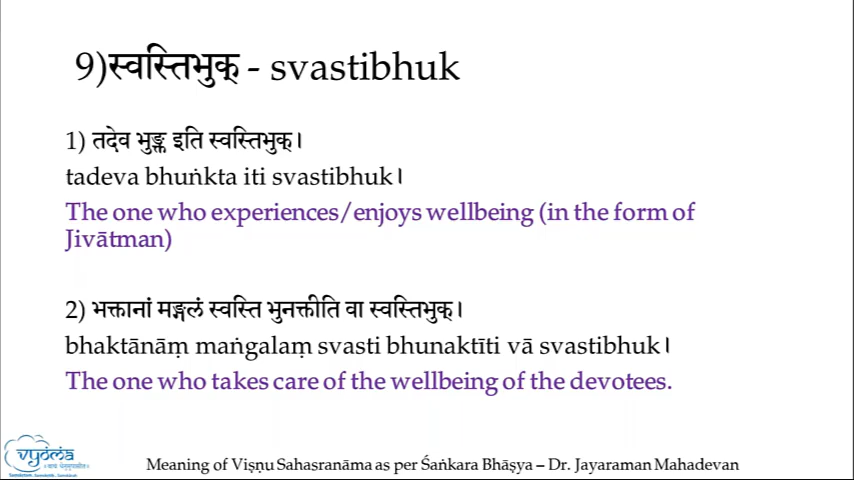 9)स्वस्तिभुक् - svastibhuk
1) तदेव भुङ्क्त इति स्वस्तिभुक्।
tadeva bhuṅkta iti svastibhuk।
The one who experiences/enjoys wellbeing (in the form of
Jivātman)
2) भक्तानां मङ्गलं स्वस्ति भुनक्तीति वा स्वस्तिभुक्।
bhaktānāṃ maṅgalaṃ svasti bhunaktīti vā svastibhuk।
The one who takes care of the wellbeing of the devotees.
vyoma
Meaning of Viṣṇu Sahasranāma as per Śaṅkara Bhāṣya – Dr. Jayaraman Mahadevan